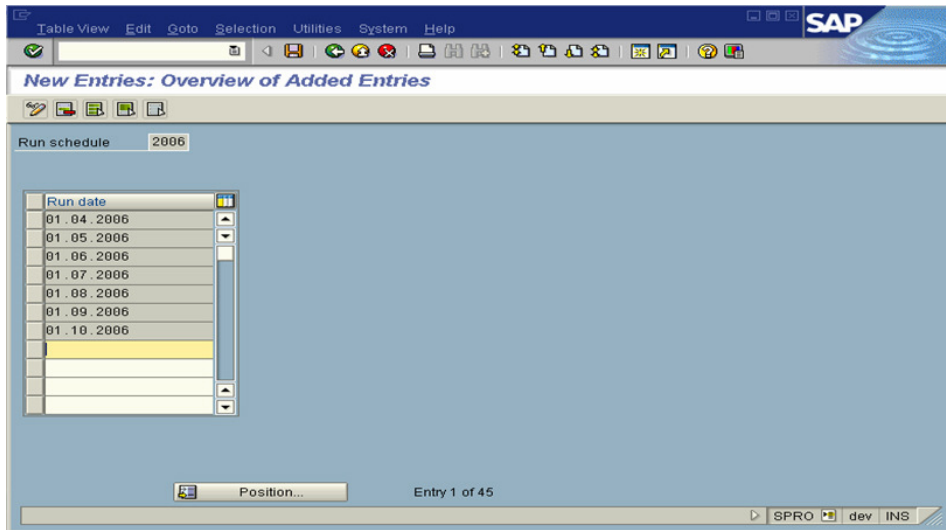 Table View Edit Goto Selection Utilities System Help
SAP
New Entries: Overview of Added Entries
Run schedule 2006
Run date
01.04.2006
01.05.2006
01.06.2006
01.07.2006
01.08.2006
01.09.2006
01.10.2006
Position... Entry 1 of 45
SPRO dev INS